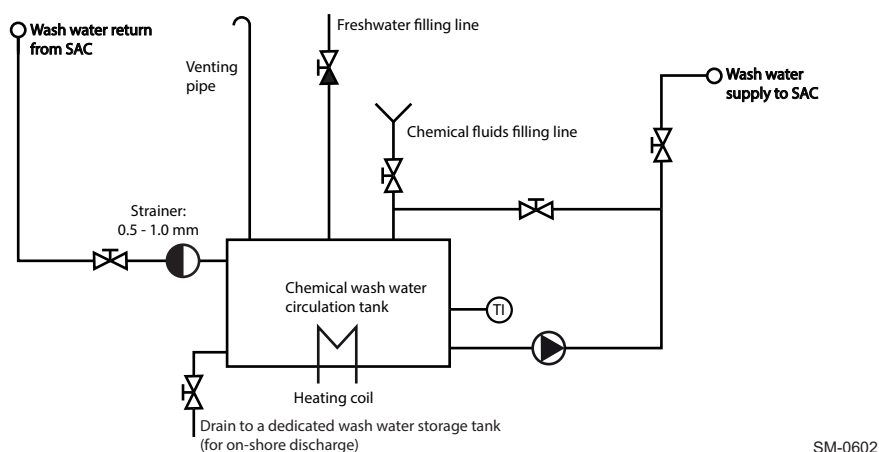 Wash water return
from SAC
Freshwater filling line
Venting
pipe
Wash water
supply to SAC
Chemical fluids filling line
Strainer:
0.5 - 1.0 mm
Chemical wash water
circulation tank
TI
Heating coil
Drain to a dedicated wash water storage tank
(for on-shore discharge)
SM-0602